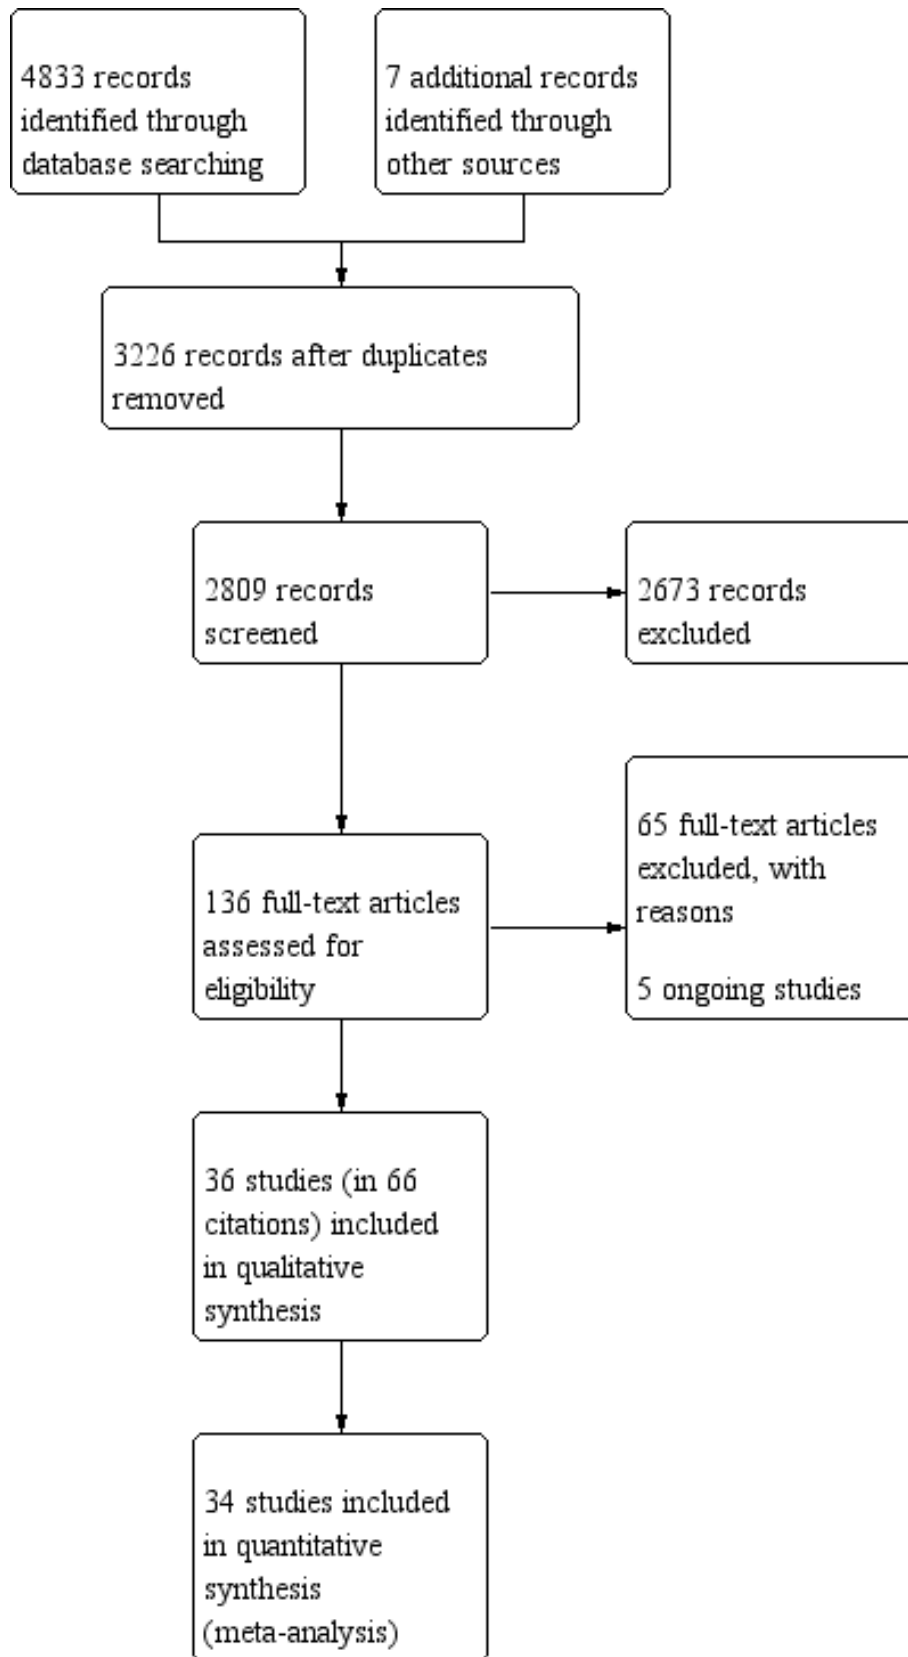 4833 records
identified through
database searching
7 additional records
identified through
other sources
3226 records after duplicates
removed
2809 records
screened
2673 records
excluded
136 full-text articles
assessed for
eligibility
65 full-text articles
excluded, with
reasons
5 ongoing studies
36 studies (in 66
citations) included
in qualitative
synthesis
34 studies included
in quantitative
synthesis
(meta-analysis)